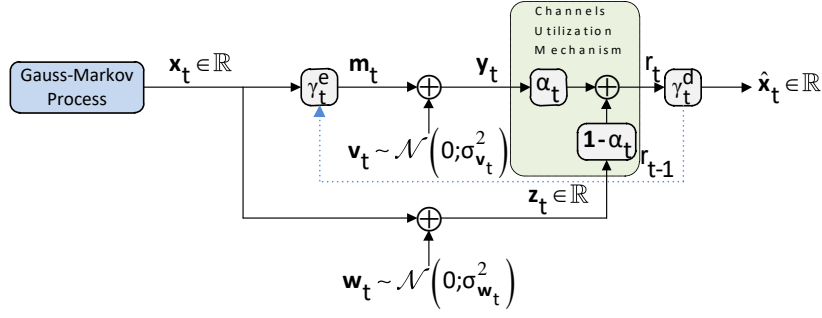 Channels
Utilization
Mechanism
Gauss-Markov
Process
x_t ∈ ℝ
γ_t^e
m_t
y_t
α_t
r_t
γ_t^d
x̂_t ∈ ℝ
v_t ~ 𝒩(0;σ²_{v_t})
1-α_t
r_{t-1}
z_t ∈ ℝ
w_t ~ 𝒩(0;σ²_{w_t})